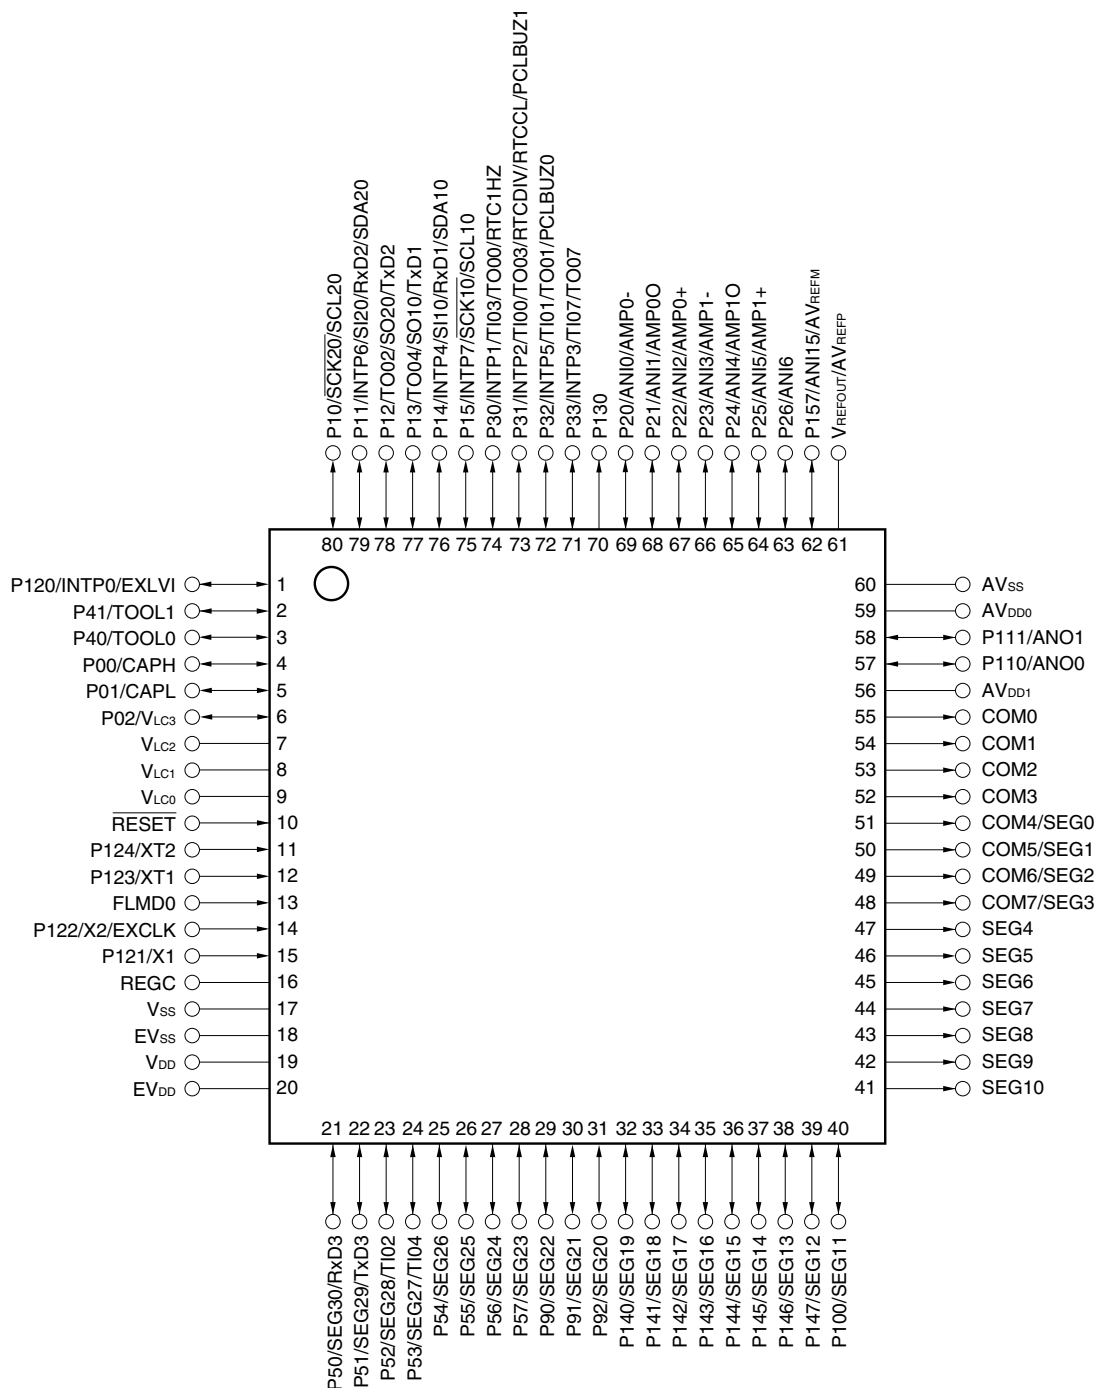 P10/SCK20/SCL20
P11/INTP6/SI20/RxD2/SDA20
P12/TO02/SO20/TxD2
P13/TO04/SO10/TxD1
P14/INTP4/SI10/RxD1/SDA10
P15/INTP7/SCK10/SCL10
P30/INTP1/TI03/TO00/RTC1HZ
P31/INTP2/TI00/TO03/RTCDIV/RTCCL/PCLBUZ1
P32/INTP5/TI01/TO01/PCLBUZ0
P33/INTP3/TI07/TO07
P130
P20/ANI0/AMP0-
P21/ANI1/AMP0O
P22/ANI2/AMP0+
P23/ANI3/AMP1-
P24/ANI4/AMP1O
P25/ANI5/AMP1+
P26/ANI6
P157/ANI15/AVREFM
VREFOUT/AVREFP
80 79 78 77 76 75 74 73 72 71 70 69 68 67 66 65 64 63 62 61
P120/INTP0/EXLVI 1 60 AVSS
P41/TOOL1 2 59 AVDD0
P40/TOOL0 3 58 P111/ANO1
P00/CAPH 4 57 P110/ANO0
P01/CAPL 5 56 AVDD1
P02/VLC3 6 55 COM0
VLC2 7 54 COM1
VLC1 8 53 COM2
VLC0 9 52 COM3
RESET 10 51 COM4/SEG0
P124/XT2 11 50 COM5/SEG1
P123/XT1 12 49 COM6/SEG2
FLMD0 13 48 COM7/SEG3
P122/X2/EXCLK 14 47 SEG4
P121/X1 15 46 SEG5
REGC 16 45 SEG6
VSS 17 44 SEG7
EVSS 18 43 SEG8
VDD 19 42 SEG9
EVDD 20 41 SEG10
21 22 23 24 25 26 27 28 29 30 31 32 33 34 35 36 37 38 39 40
P50/SEG30/RxD3
P51/SEG29/TxD3
P52/SEG28/TI02
P53/SEG27/TI04
P54/SEG26
P55/SEG25
P56/SEG24
P57/SEG23
P90/SEG22
P91/SEG21
P92/SEG20
P140/SEG19
P141/SEG18
P142/SEG17
P143/SEG16
P144/SEG15
P145/SEG14
P146/SEG13
P147/SEG12
P100/SEG11